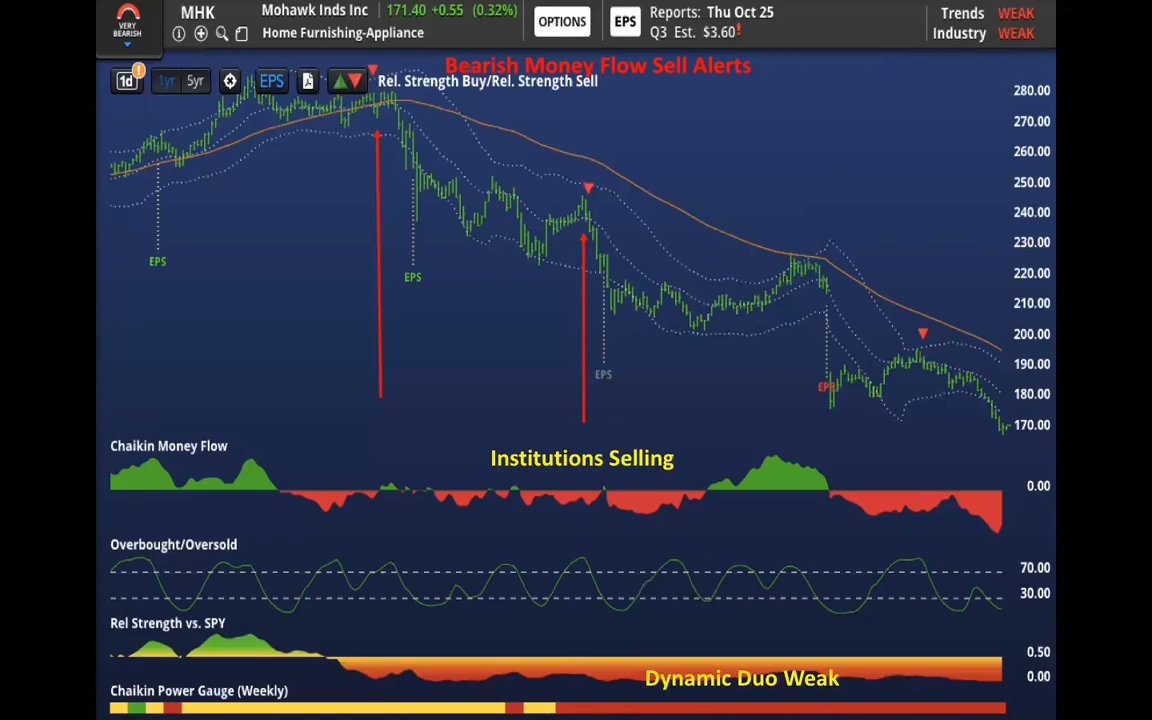 VERY
BEARISH
MHK
Mohawk Inds Inc
171.40 +0.55 (0.32%)
Home Furnishing-Appliance
OPTIONS
EPS
Reports: Thu Oct 25
Q3 Est. $3.60!
Trends WEAK
Industry WEAK
Bearish Money Flow Sell Alerts
1d
!
1yr
5yr
EPS
Rel. Strength Buy/Rel. Strength Sell
280.00
270.00
260.00
250.00
240.00
230.00
220.00
210.00
200.00
190.00
180.00
170.00
EPS
EPS
EPS
EPS
Chaikin Money Flow
Institutions Selling
0.00
Overbought/Oversold
70.00
30.00
Rel Strength vs. SPY
0.50
0.00
Dynamic Duo Weak
Chaikin Power Gauge (Weekly)